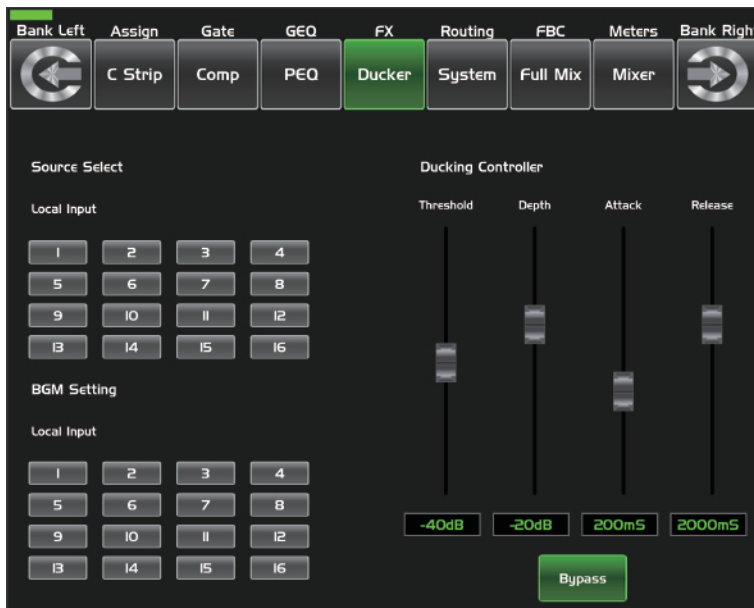 Bank Left Assign Gate GEQ FX Routing FBC Meters Bank Righ
C Strip Comp PEQ Ducker System Full Mix Mixer
Source Select Ducking Controller
Local Input Threshold Depth Attack Release
1 2 3 4
5 6 7 8
9 10 11 12
13 14 15 16
BGM Setting
Local Input
1 2 3 4
5 6 7 8
-40dB -20dB 200mS 2000mS
9 10 11 12
13 14 15 16
Bypass